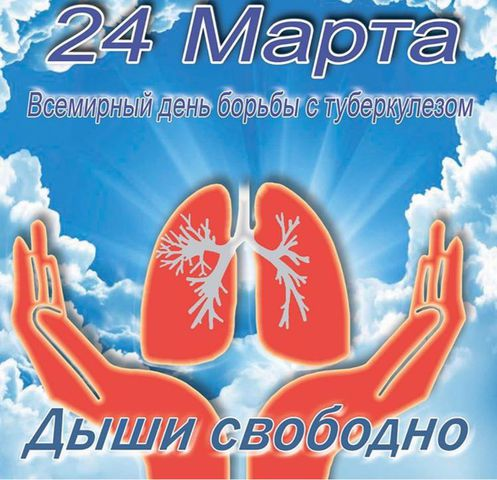 24 Марта
Всемирный день борьбы с туберкулезом
Дыши свободно